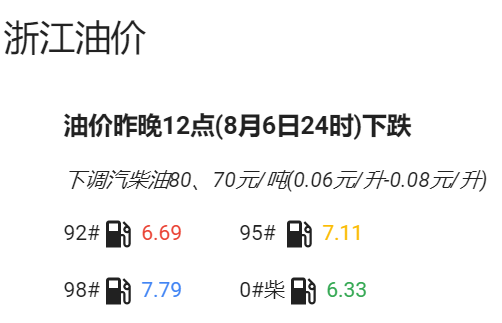 浙江油价
油价昨晚12点(8月6日24时)下跌
下调汽柴油80、70元/吨(0.06元/升-0.08元/升)
92# 6.69 95# 7.11
98# 7.79 0#柴 6.33